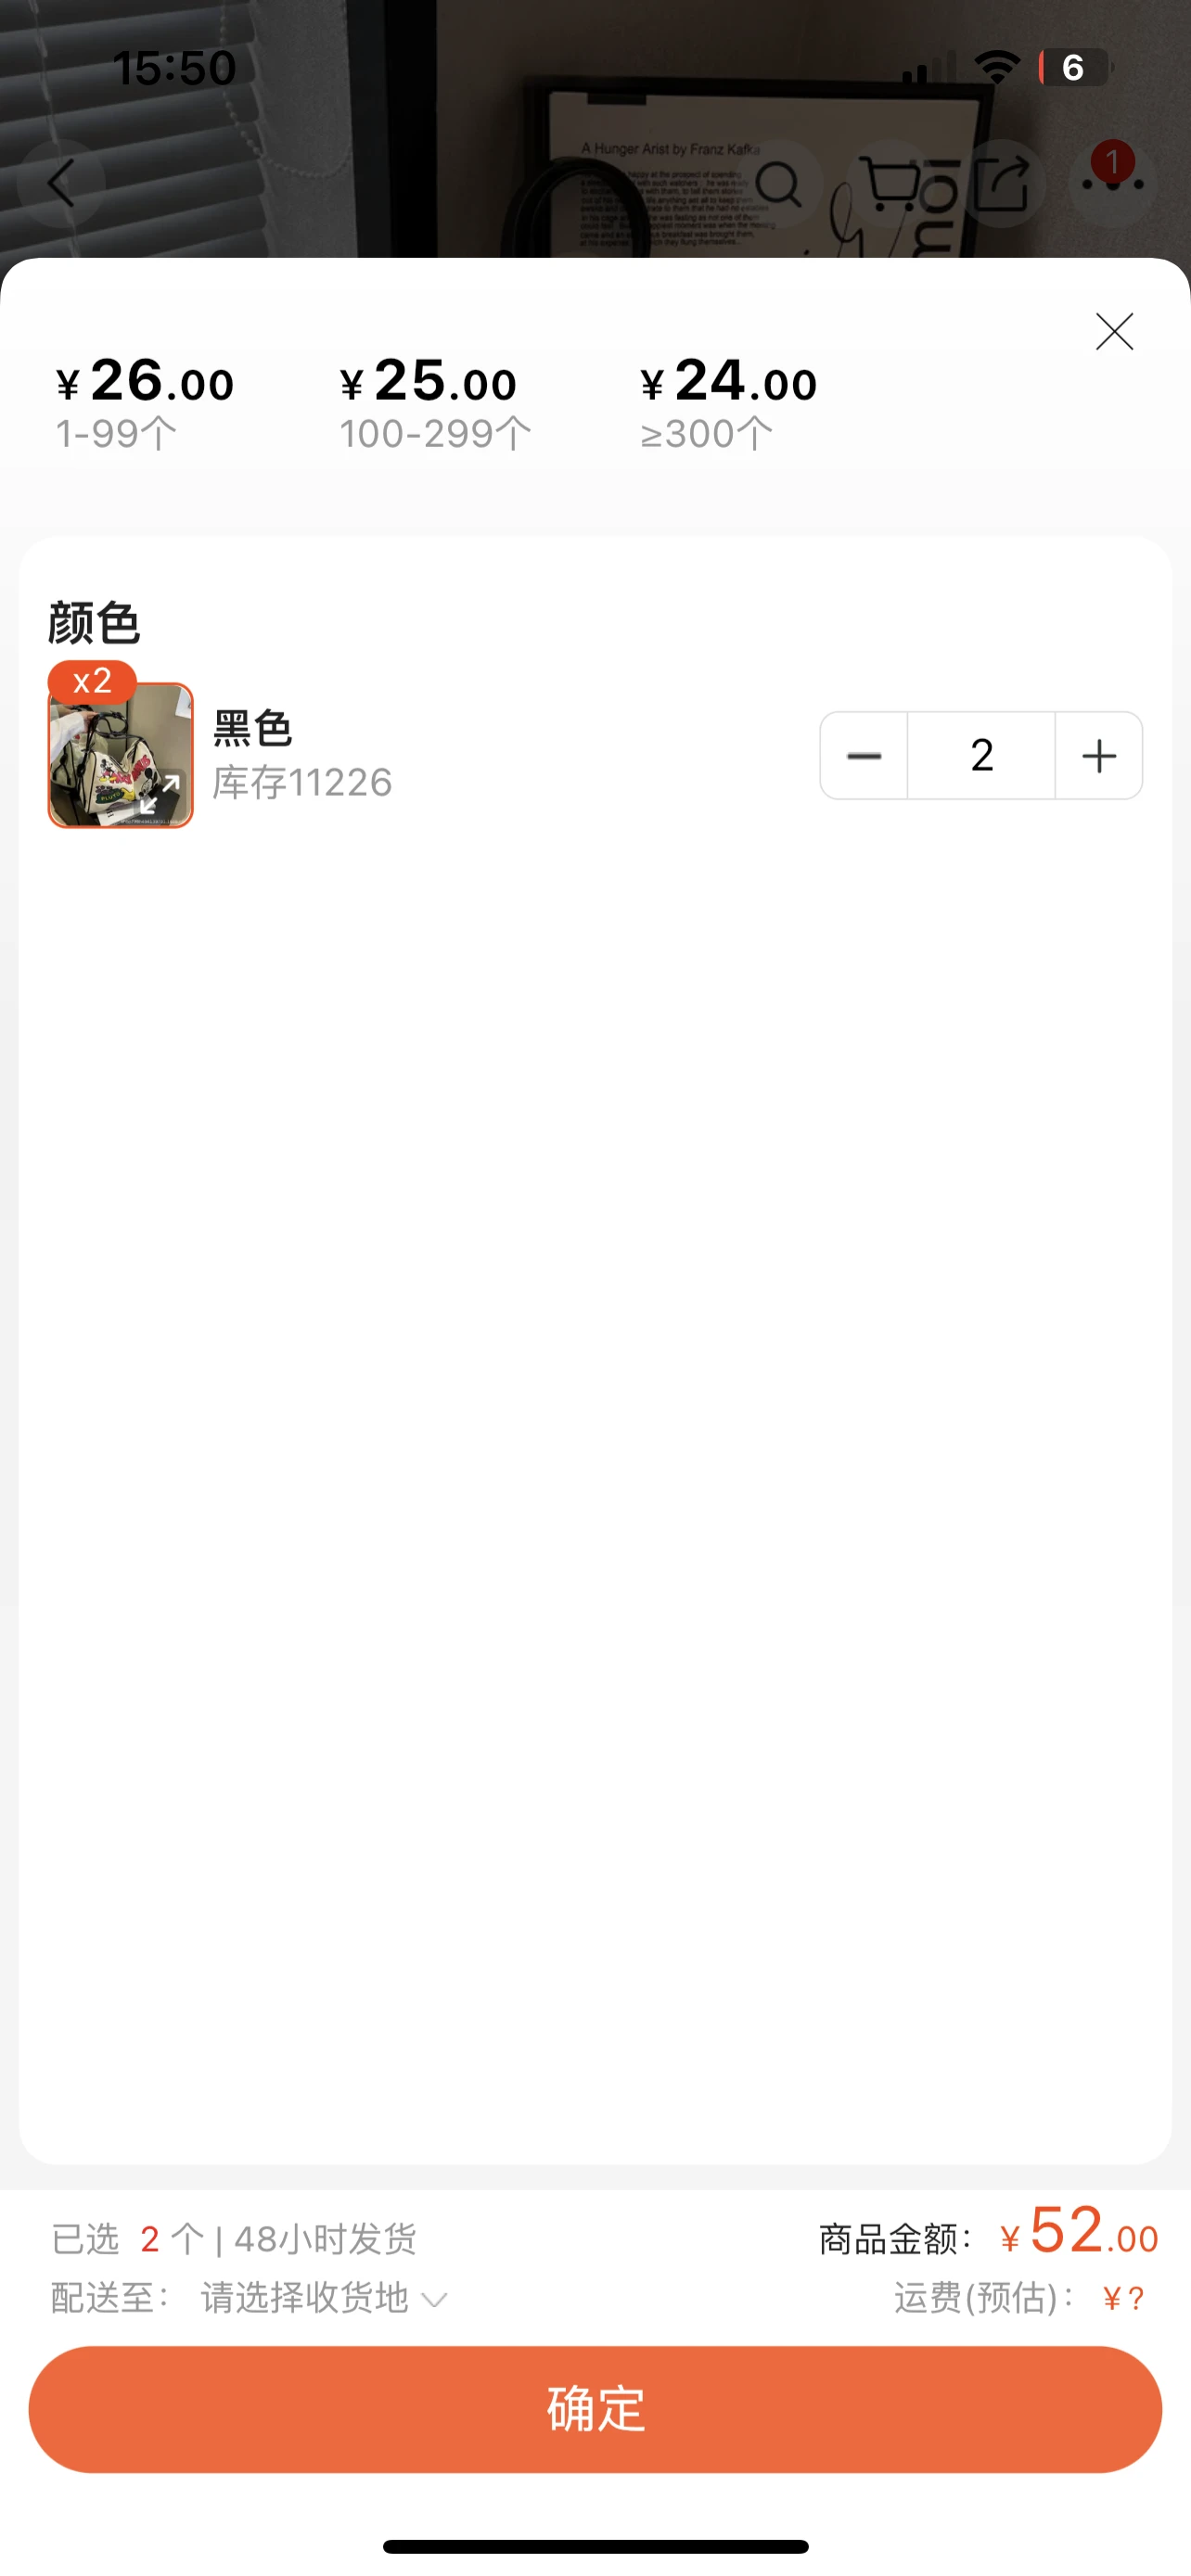 15:50
6
1
A Hunger Arist by Franz Kafka
moi
¥26.00 ¥25.00 ¥24.00
1-99个 100-299个 ≥300个
颜色
x2
黑色
库存11226
2
已选 2 个 | 48小时发货
商品金额: ¥52.00
配送至: 请选择收货地
运费(预估): ¥?
确定